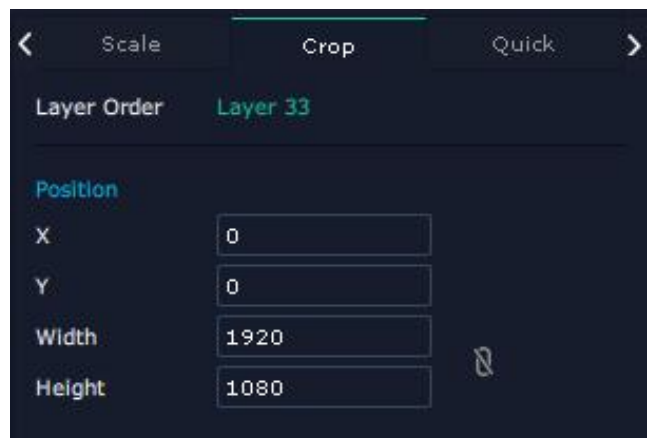 Scale Crop Quick
Layer Order Layer 33
Position
X 0
Y 0
Width 1920
Height 1080